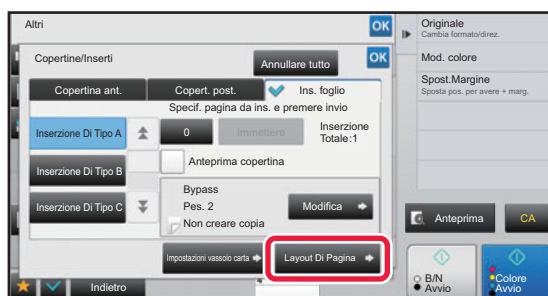 Altri
OK
Originale
Cambia formato/direz.
Copertine/Inserti
Annullare tutto
OK
Mod. colore
Copertina ant.
Copert. post.
Ins. foglio
Spost.Margine
Sposta pos. per avere + marg.
Specif. pagina da ins. e premere invio
Inserzione Di Tipo A
0
Immettere
Inserzione
Totale:1
Anteprima copertina
Inserzione Di Tipo B
Bypass
Pes. 2
Non creare copia
Modifica
Inserzione Di Tipo C
Anteprima
CA
Impostazioni vassoio carta
Layout Di Pagina
Indietro
B/N
Avvio
Colore
Avvio